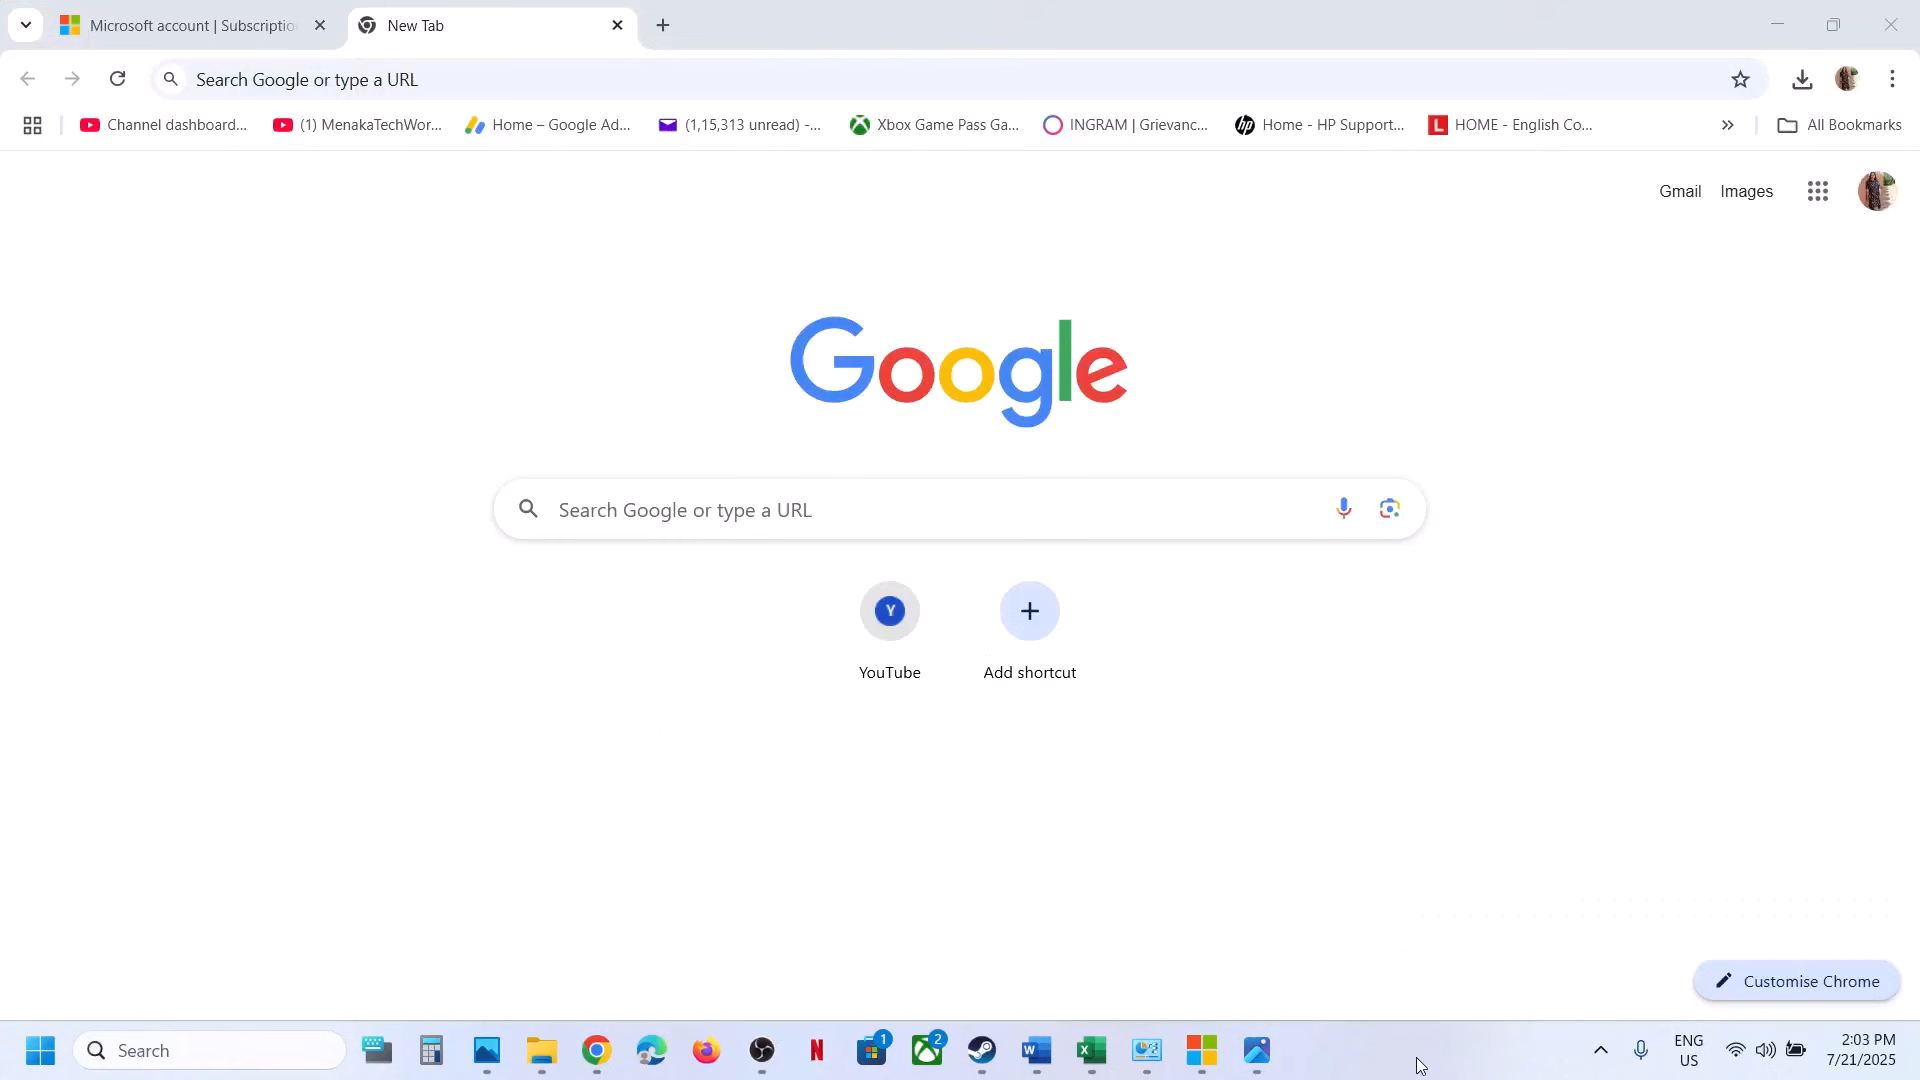 Microsoft account | Subscriptio
New Tab
Search Google or type a URL
Channel dashboard...
(1) MenakaTechWor...
Home – Google Ad...
(1,15,313 unread) -...
Xbox Game Pass Ga...
INGRAM | Grievanc...
Home - HP Support...
HOME - English Co...
All Bookmarks
Gmail
Images
Google
Search Google or type a URL
Y
YouTube
Add shortcut
Customise Chrome
Search
1
2
ENG
US
2:03 PM
7/21/2025